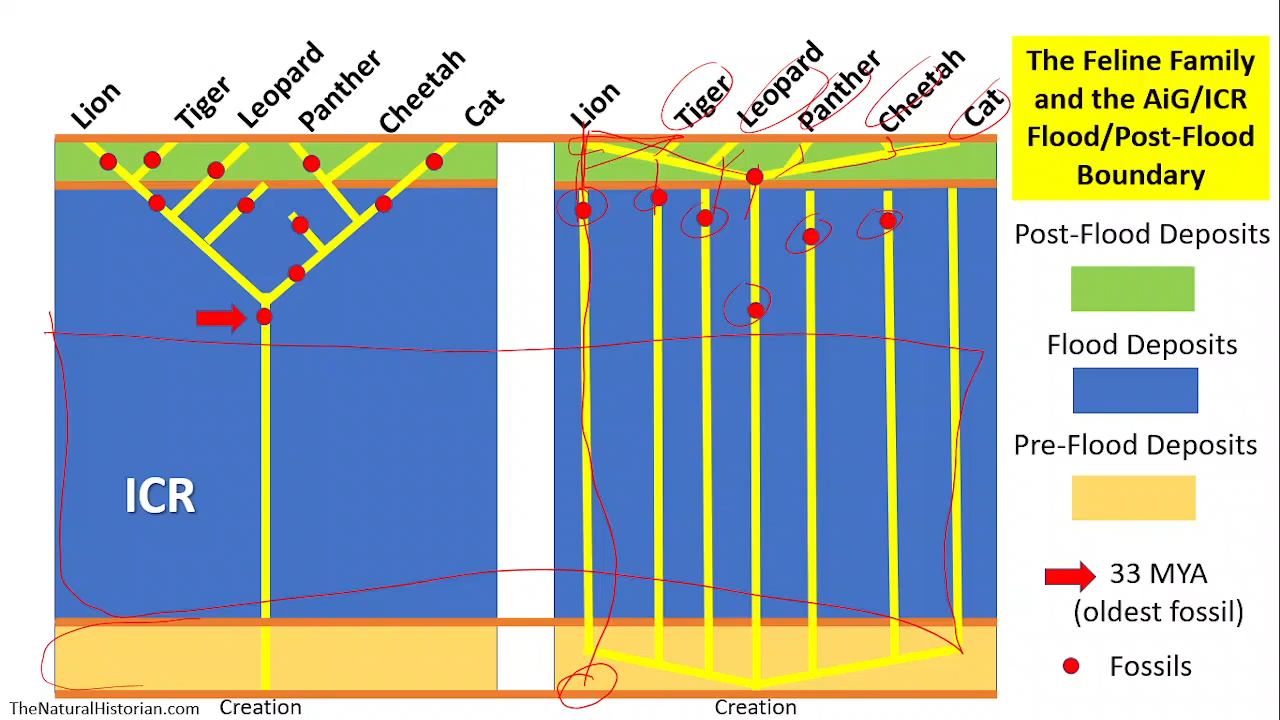 Lion
Tiger
Leopard
Panther
Cheetah
Cat
Lion
Tiger
Leopard
Panther
Cheetah
Cat
The Feline Family
and the AiG/ICR
Flood/Post-Flood
Boundary
Post-Flood Deposits
Flood Deposits
Pre-Flood Deposits
33 MYA
(oldest fossil)
Fossils
ICR
TheNaturalHistorian.com
Creation
Creation